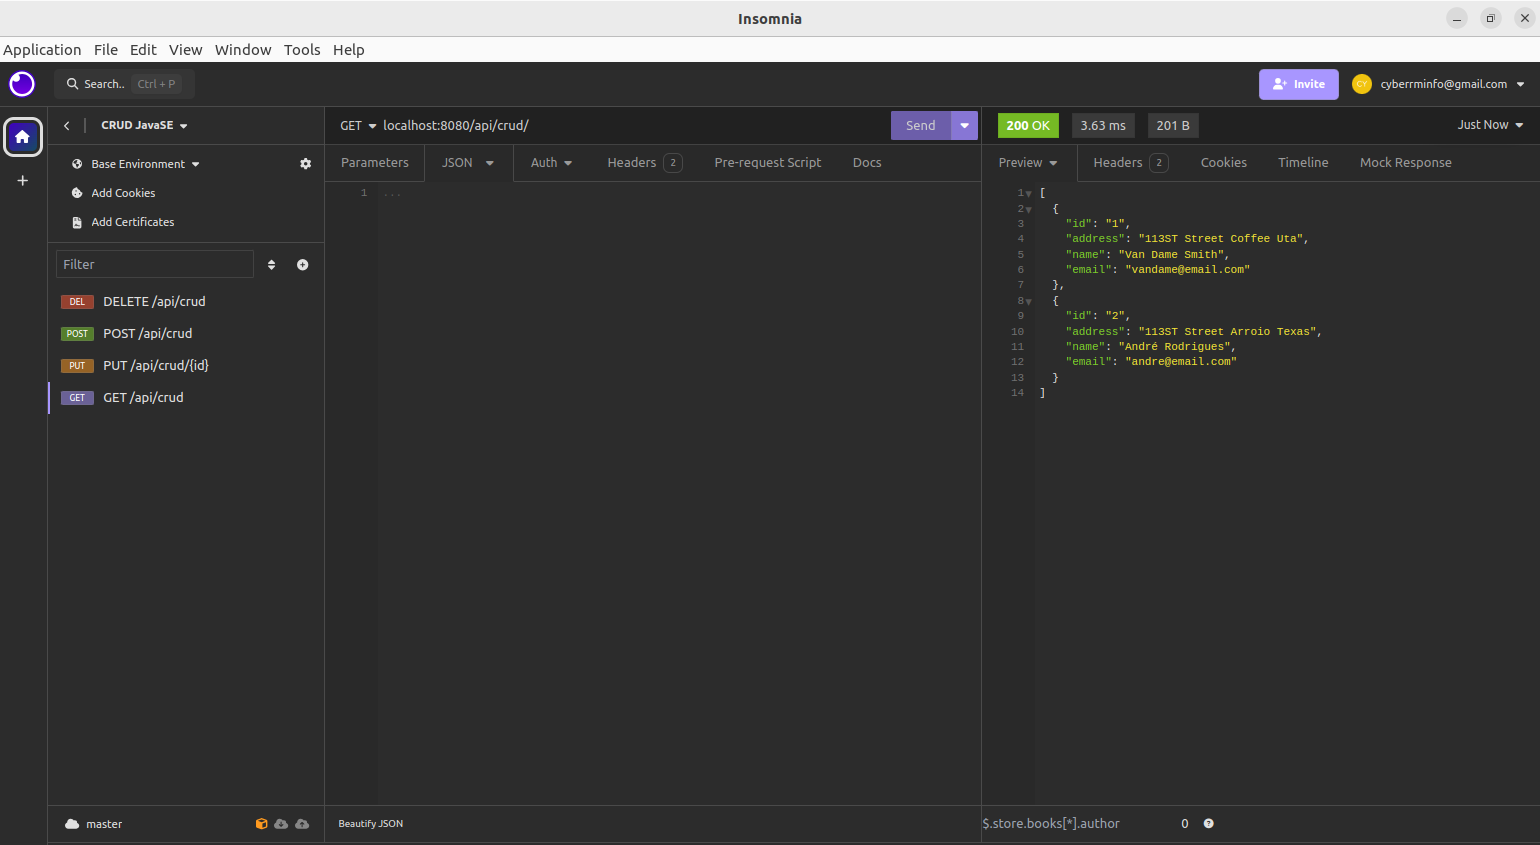 Insomnia
Application File Edit View Window Tools Help
Search.. Ctrl + P
Invite
CY
cyberrminfo@gmail.com
CRUD JavaSE
GET localhost:8080/api/crud/
Send
200 OK
3.63 ms
201 B
Just Now
Base Environment
Add Cookies
Add Certificates
Parameters JSON Auth Headers 2 Pre-request Script Docs
Preview Headers 2 Cookies Timeline Mock Response
Filter
DEL DELETE /api/crud
POST POST /api/crud
PUT PUT /api/crud/{id}
GET GET /api/crud
1 ...
1 [
2 {
3 "id": "1",
4 "address": "113ST Street Coffee Uta",
5 "name": "Van Dame Smith",
6 "email": "vandame@email.com"
7 },
8 {
9 "id": "2",
10 "address": "113ST Street Arroio Texas",
11 "name": "André Rodrigues",
12 "email": "andre@email.com"
13 }
14 ]
master
Beautify JSON
$.store.books[*].author 0 ?